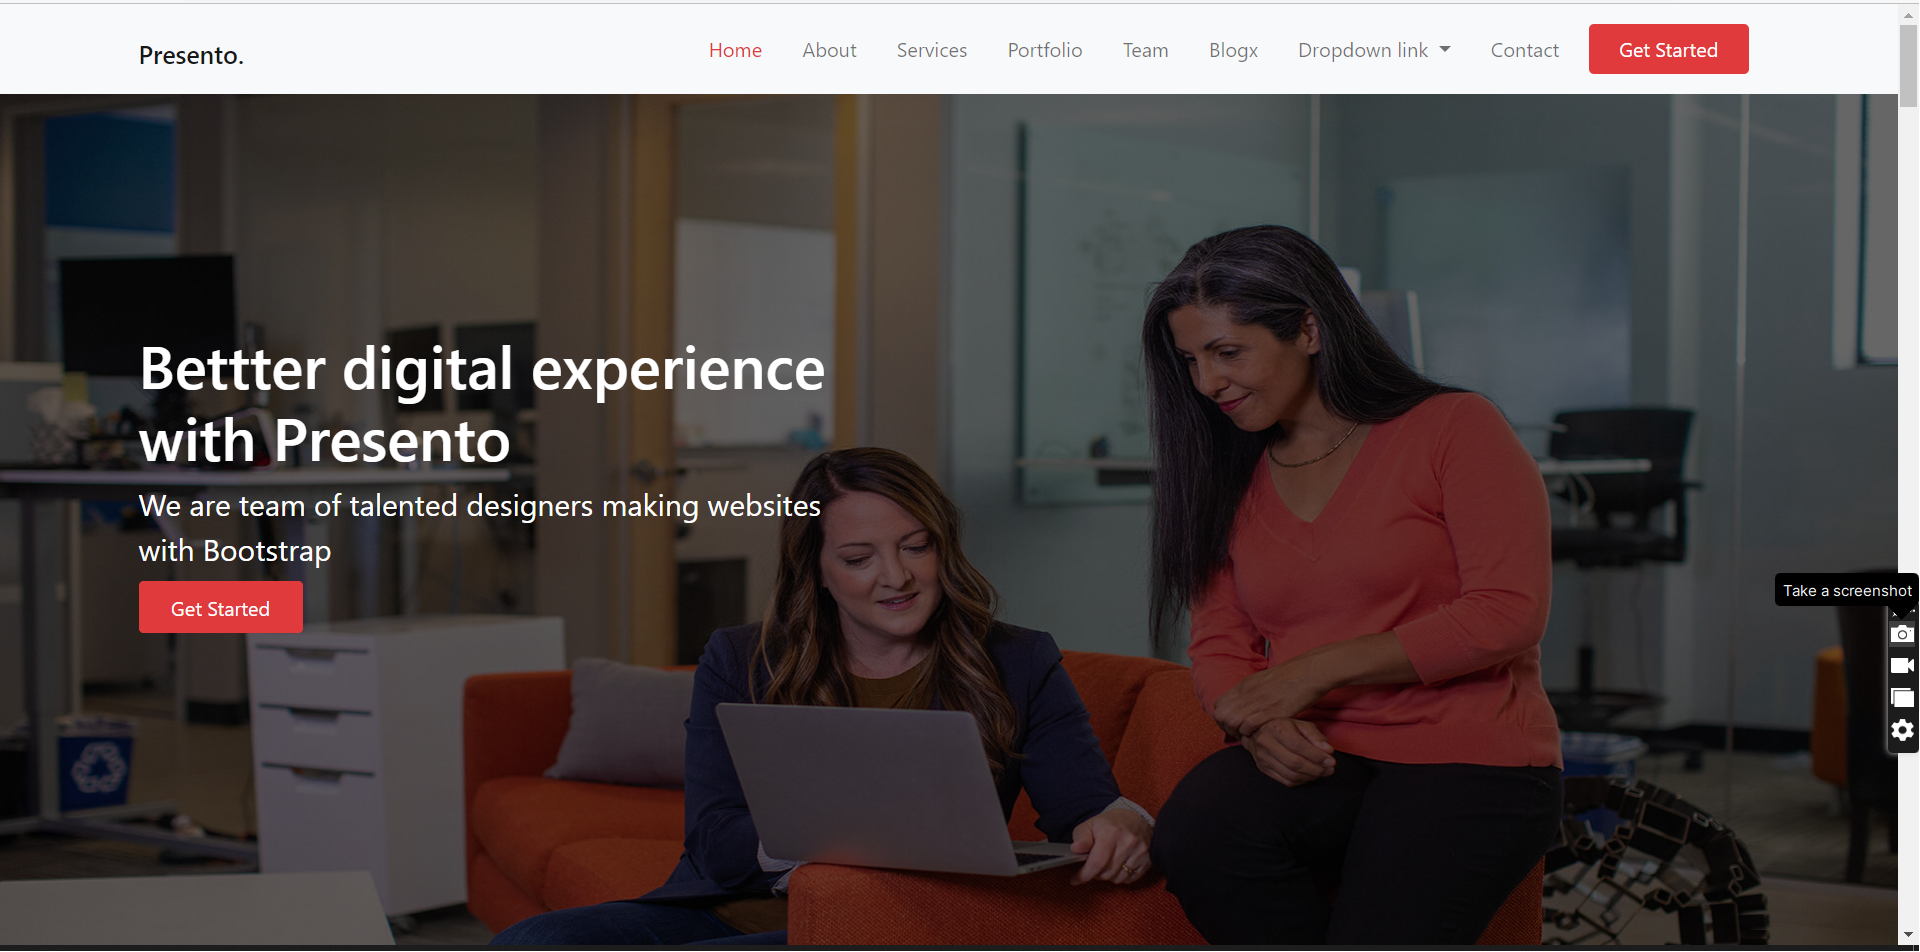 Presento.
Home About Services Portfolio Team Blogx Dropdown link Contact Get Started
Bettter digital experience
with Presento
We are team of talented designers making websites
with Bootstrap
Get Started
Take a screenshot